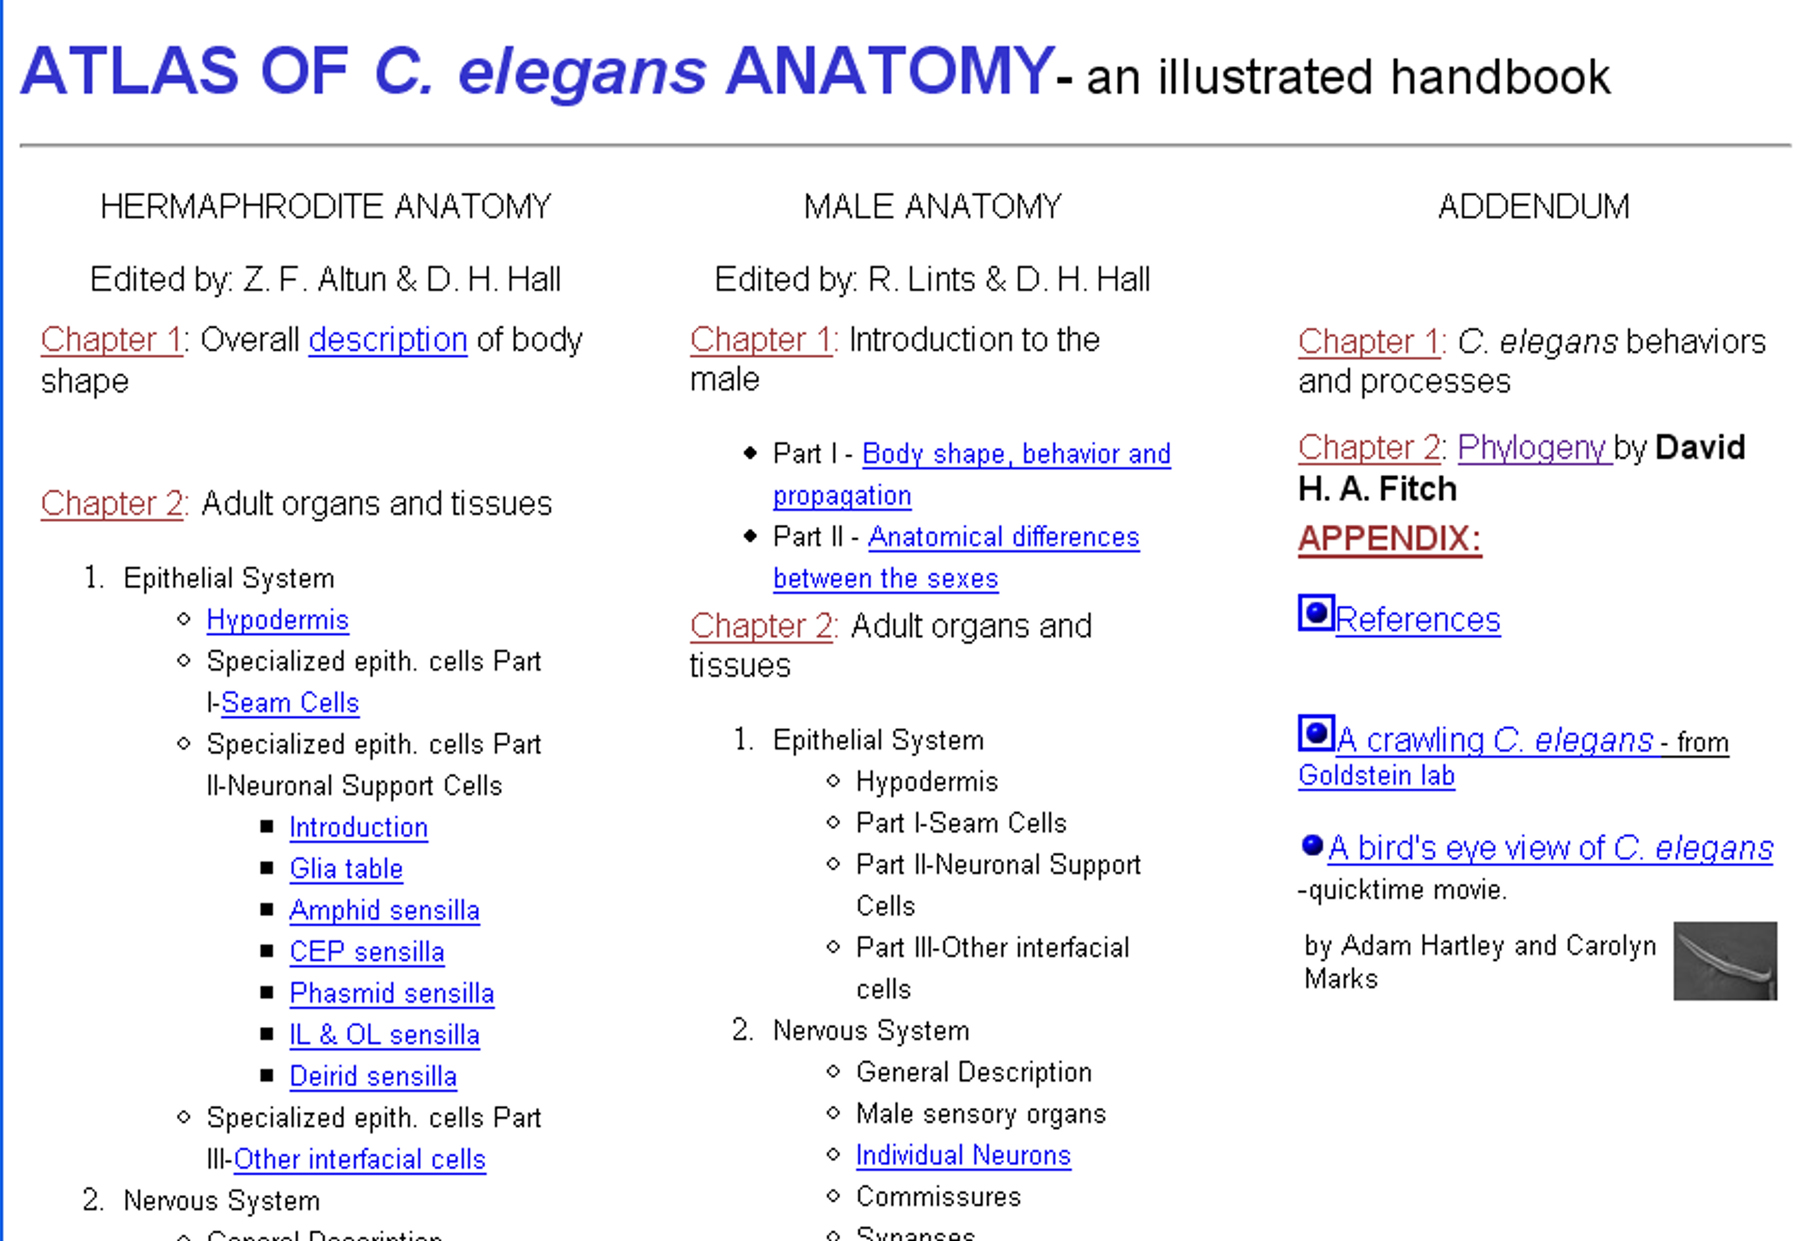 ATLAS OF C. elegans ANATOMY- an illustrated handbook
HERMAPHRODITE ANATOMY
Edited by: Z. F. Altun & D. H. Hall
Chapter 1: Overall description of body
shape
Chapter 2: Adult organs and tissues
1. Epithelial System
Hypodermis
Specialized epith. cells Part
I-Seam Cells
Specialized epith. cells Part
II-Neuronal Support Cells
Introduction
Glia table
Amphid sensilla
CEP sensilla
Phasmid sensilla
IL & OL sensilla
Deirid sensilla
Specialized epith. cells Part
III-Other interfacial cells
2. Nervous System
General Description
MALE ANATOMY
Edited by: R. Lints & D. H. Hall
Chapter 1: Introduction to the
male
Part I - Body shape, behavior and
propagation
Part II - Anatomical differences
between the sexes
Chapter 2: Adult organs and
tissues
1. Epithelial System
Hypodermis
Part I-Seam Cells
Part II-Neuronal Support
Cells
Part III-Other interfacial
cells
2. Nervous System
General Description
Male sensory organs
Individual Neurons
Commissures
Synapses
ADDENDUM
Chapter 1: C. elegans behaviors
and processes
Chapter 2: Phylogeny by David
H. A. Fitch
APPENDIX:
References
A crawling C. elegans - from
Goldstein lab
A bird's eye view of C. elegans
-quicktime movie.
by Adam Hartley and Carolyn
Marks